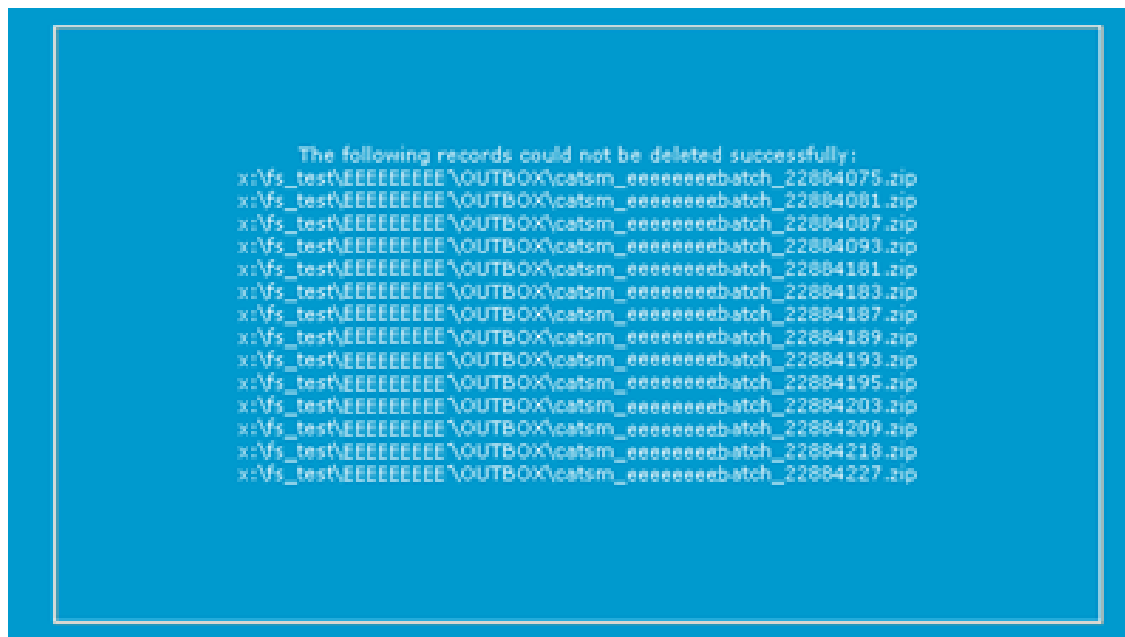 The following records could not be deleted successfully:
x:\fs_test\EEEEEEEEE\OUTBOX\catsm_eeeeeeeebatch_22884075.zip
x:\fs_test\EEEEEEEEE\OUTBOX\catsm_eeeeeeeebatch_22884081.zip
x:\fs_test\EEEEEEEEE\OUTBOX\catsm_eeeeeeeebatch_22884087.zip
x:\fs_test\EEEEEEEEE\OUTBOX\catsm_eeeeeeeebatch_22884093.zip
x:\fs_test\EEEEEEEEE\OUTBOX\catsm_eeeeeeeebatch_22884181.zip
x:\fs_test\EEEEEEEEE\OUTBOX\catsm_eeeeeeeebatch_22884183.zip
x:\fs_test\EEEEEEEEE\OUTBOX\catsm_eeeeeeeebatch_22884187.zip
x:\fs_test\EEEEEEEEE\OUTBOX\catsm_eeeeeeeebatch_22884189.zip
x:\fs_test\EEEEEEEEE\OUTBOX\catsm_eeeeeeeebatch_22884193.zip
x:\fs_test\EEEEEEEEE\OUTBOX\catsm_eeeeeeeebatch_22884195.zip
x:\fs_test\EEEEEEEEE\OUTBOX\catsm_eeeeeeeebatch_22884203.zip
x:\fs_test\EEEEEEEEE\OUTBOX\catsm_eeeeeeeebatch_22884209.zip
x:\fs_test\EEEEEEEEE\OUTBOX\catsm_eeeeeeeebatch_22884218.zip
x:\fs_test\EEEEEEEEE\OUTBOX\catsm_eeeeeeeebatch_22884227.zip